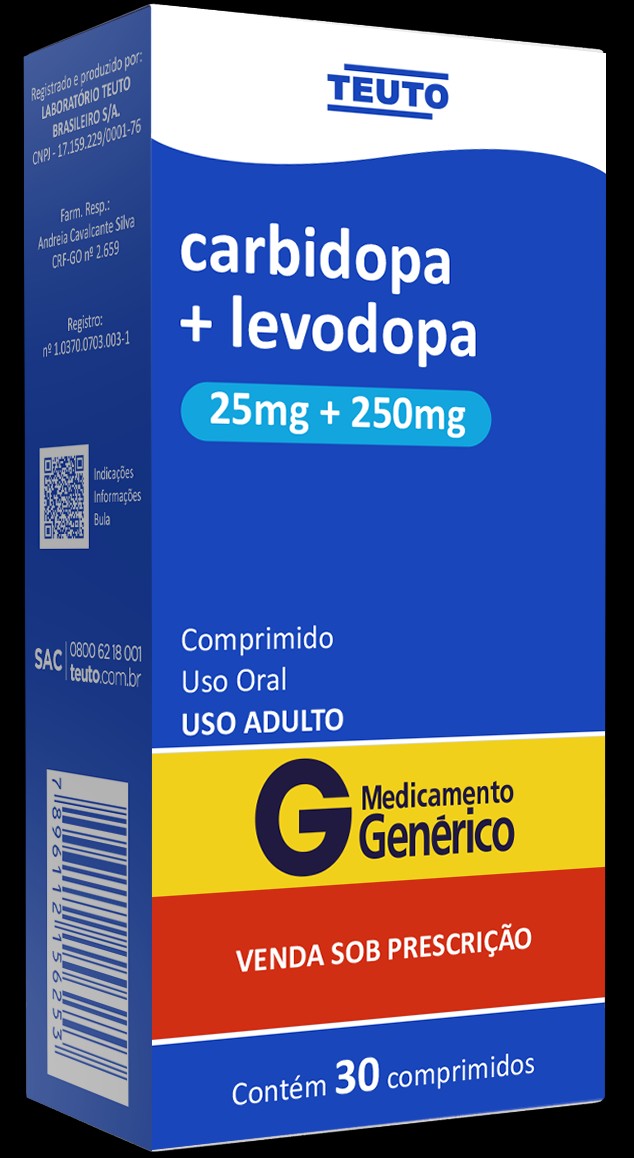 Registrado e produzido por:
LABORATÓRIO TEUTO
BRASILEIRO S/A.
CNPJ - 17.159.229/0001-76
Farm. Resp.:
Andreia Cavalcante Silva
CRF-GO nº 2.659
Registro:
nº 1.0370.0703.003-1
Indicações
Informações
Bula
SAC 0800 62 18 001
teuto.com.br
7 896112 156253
TEUTO
carbidopa
+ levodopa
25mg + 250mg
Comprimido
Uso Oral
USO ADULTO
G Medicamento
Genérico
VENDA SOB PRESCRIÇÃO
Contém 30 comprimidos